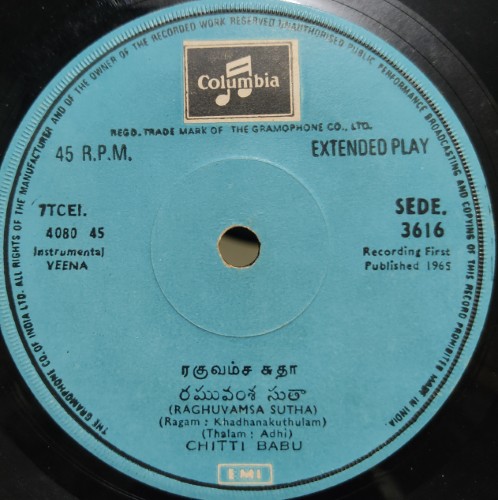 ALL RIGHTS OF THE MANUFACTURER AND OF THE OWNER OF THE RECORDED WORK RESERVED UNAUTHORISED PUBLIC PERFORMANCE BROADCASTING AND COPYING OF THIS RECORD PROHIBITED MADE IN INDIA
THE GRAMOPHONE CO. OF INDIA LTD.
Columbia
REGD. TRADE MARK OF THE GRAMOPHONE CO., LTD.
45 R.P.M.
EXTENDED PLAY
7TCEI.
4080 45
Instrumental
VEENA
SEDE.
3616
Recording First
Published 1965
ரகுவம்ச சுதா
రఘువంశ సుతా
(RAGHUVAMSA SUTHA)
(Ragam : Khadhanakuthulam)
(Thalam : Adhi)
CHITTI BABU
EMI